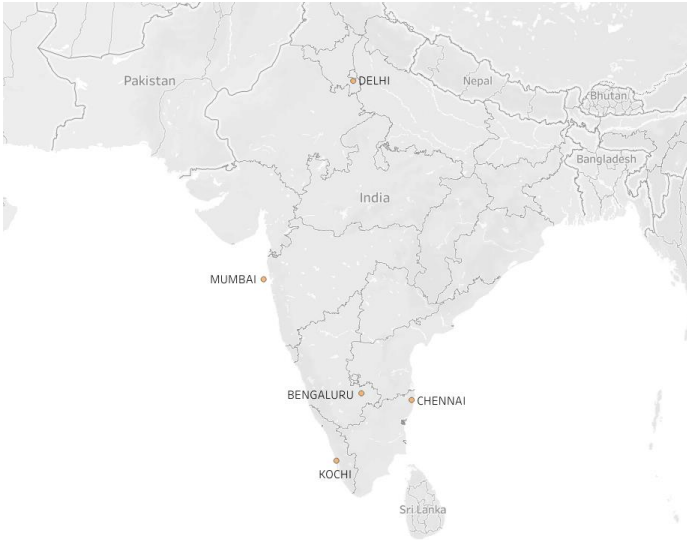 DELHI
Pakistan
Nepal
Bhutan
Bangladesh
India
MUMBAI
BENGALURU
CHENNAI
KOCHI
Sri Lanka